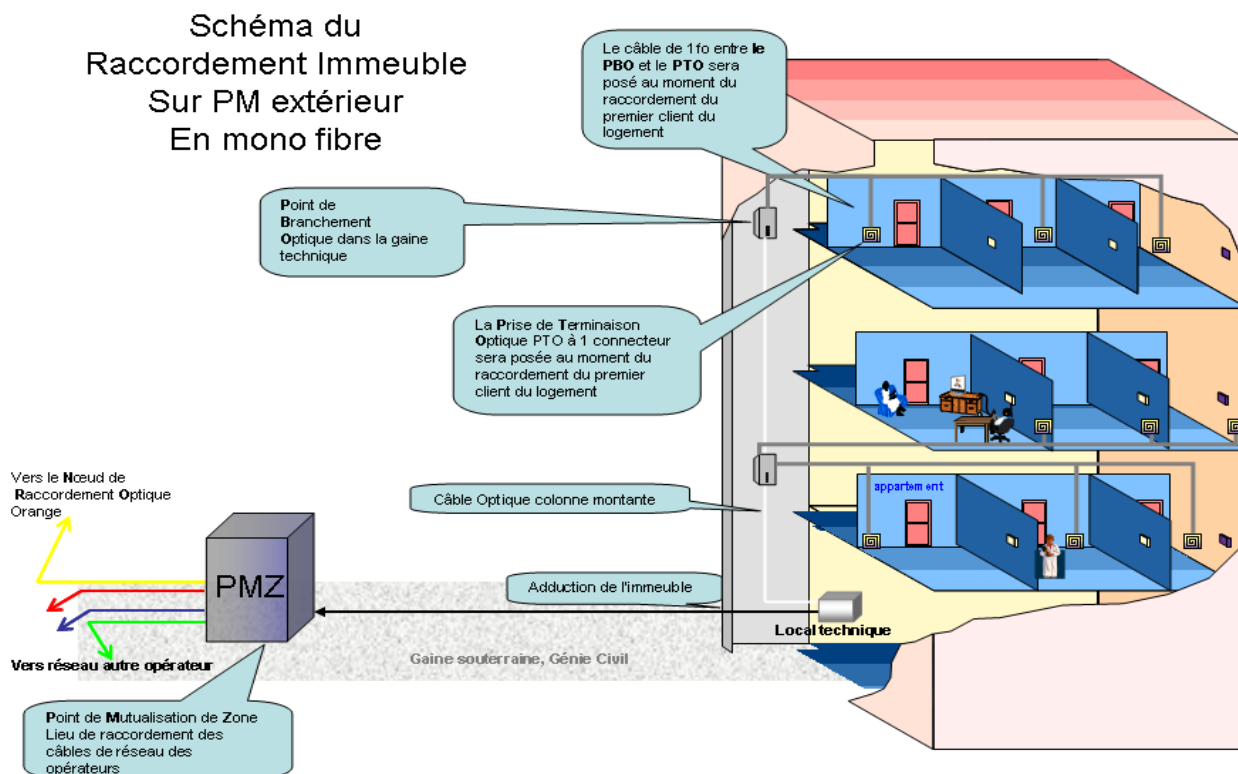 Schéma du
Raccordement Immeuble
Sur PM extérieur
En mono fibre
Le câble de 1fo entre le
PBO et le PTO sera
posé au moment du
raccordement du
premier client du
logement
Point de
Branchement
Optique dans la gaine
technique
La Prise de Terminaison
Optique PTO à 1 connecteur
sera posée au moment du
raccordement du premier
client du logement
Vers le Nœud de
Raccordement Optique
Orange
Câble Optique colonne montante
appartement
PMZ
Adduction de l'immeuble
Local technique
Vers réseau autre opérateur
Gaine souterraine, Génie Civil
Point de Mutualisation de Zone
Lieu de raccordement des
câbles de réseau des
opérateurs